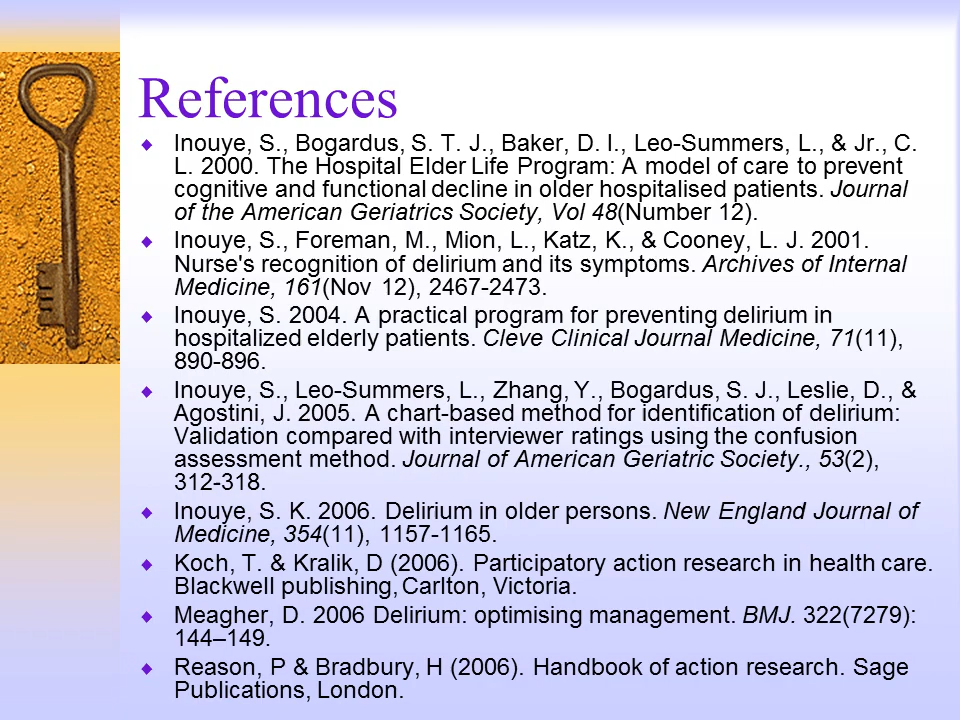 References
♦ Inouye, S., Bogardus, S. T. J., Baker, D. I., Leo-Summers, L., & Jr., C.
L. 2000. The Hospital Elder Life Program: A model of care to prevent
cognitive and functional decline in older hospitalised patients. Journal
of the American Geriatrics Society, Vol 48(Number 12).
♦ Inouye, S., Foreman, M., Mion, L., Katz, K., & Cooney, L. J. 2001.
Nurse's recognition of delirium and its symptoms. Archives of Internal
Medicine, 161(Nov 12), 2467-2473.
♦ Inouye, S. 2004. A practical program for preventing delirium in
hospitalized elderly patients. Cleve Clinical Journal Medicine, 71(11),
890-896.
♦ Inouye, S., Leo-Summers, L., Zhang, Y., Bogardus, S. J., Leslie, D., &
Agostini, J. 2005. A chart-based method for identification of delirium:
Validation compared with interviewer ratings using the confusion
assessment method. Journal of American Geriatric Society., 53(2),
312-318.
♦ Inouye, S. K. 2006. Delirium in older persons. New England Journal of
Medicine, 354(11), 1157-1165.
♦ Koch, T. & Kralik, D (2006). Participatory action research in health care.
Blackwell publishing, Carlton, Victoria.
♦ Meagher, D. 2006 Delirium: optimising management. BMJ. 322(7279):
144–149.
♦ Reason, P & Bradbury, H (2006). Handbook of action research. Sage
Publications, London.